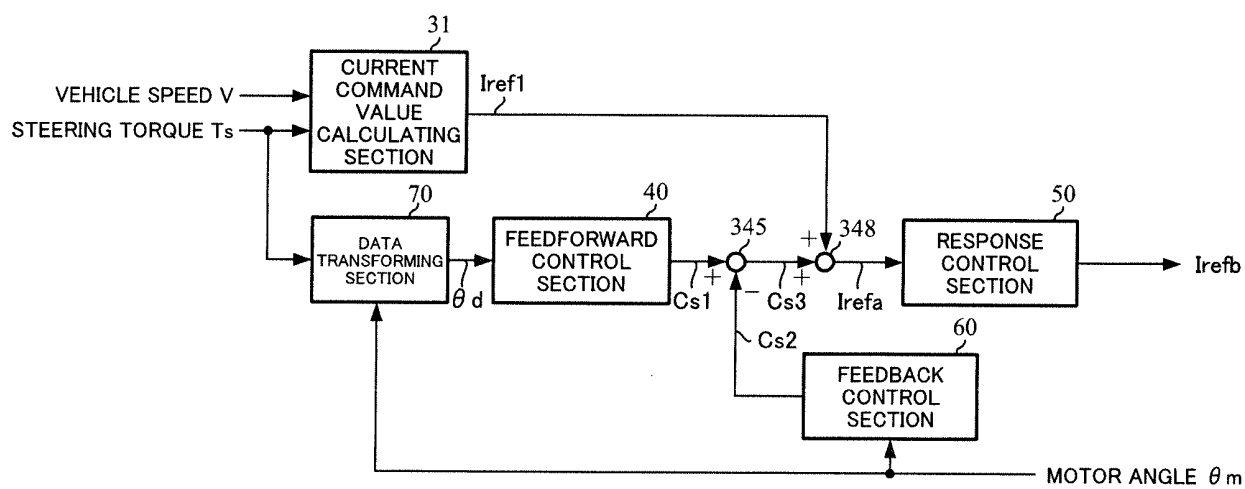 31
CURRENT
COMMAND
VALUE
CALCULATING
SECTION
Iref1
VEHICLE SPEED V
STEERING TORQUE Ts
70
DATA
TRANSFORMING
SECTION
θd
40
FEEDFORWARD
CONTROL
SECTION
Cs1
+
345
−
Cs3
+
+
348
Irefa
50
RESPONSE
CONTROL
SECTION
Irefb
Cs2
60
FEEDBACK
CONTROL
SECTION
MOTOR ANGLE θm